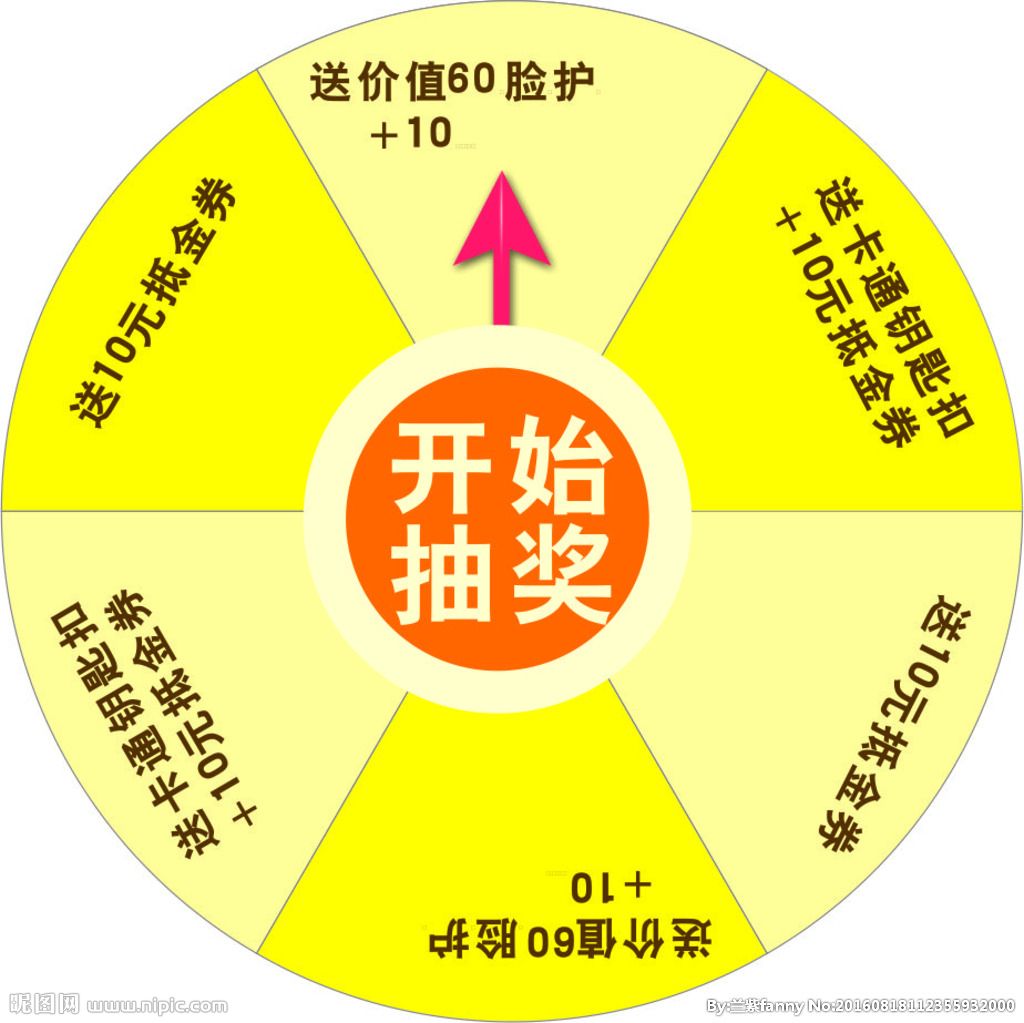 送价值60脸护
+10
送卡通钥匙扣
+10元抵金券
送10元抵金券
送价值60脸护
+10
送卡通钥匙扣
+10元抵金券
送10元抵金券
开始
抽奖
昵图网 www.nipic.com
By:兰紫fanny No:20160818112355932000